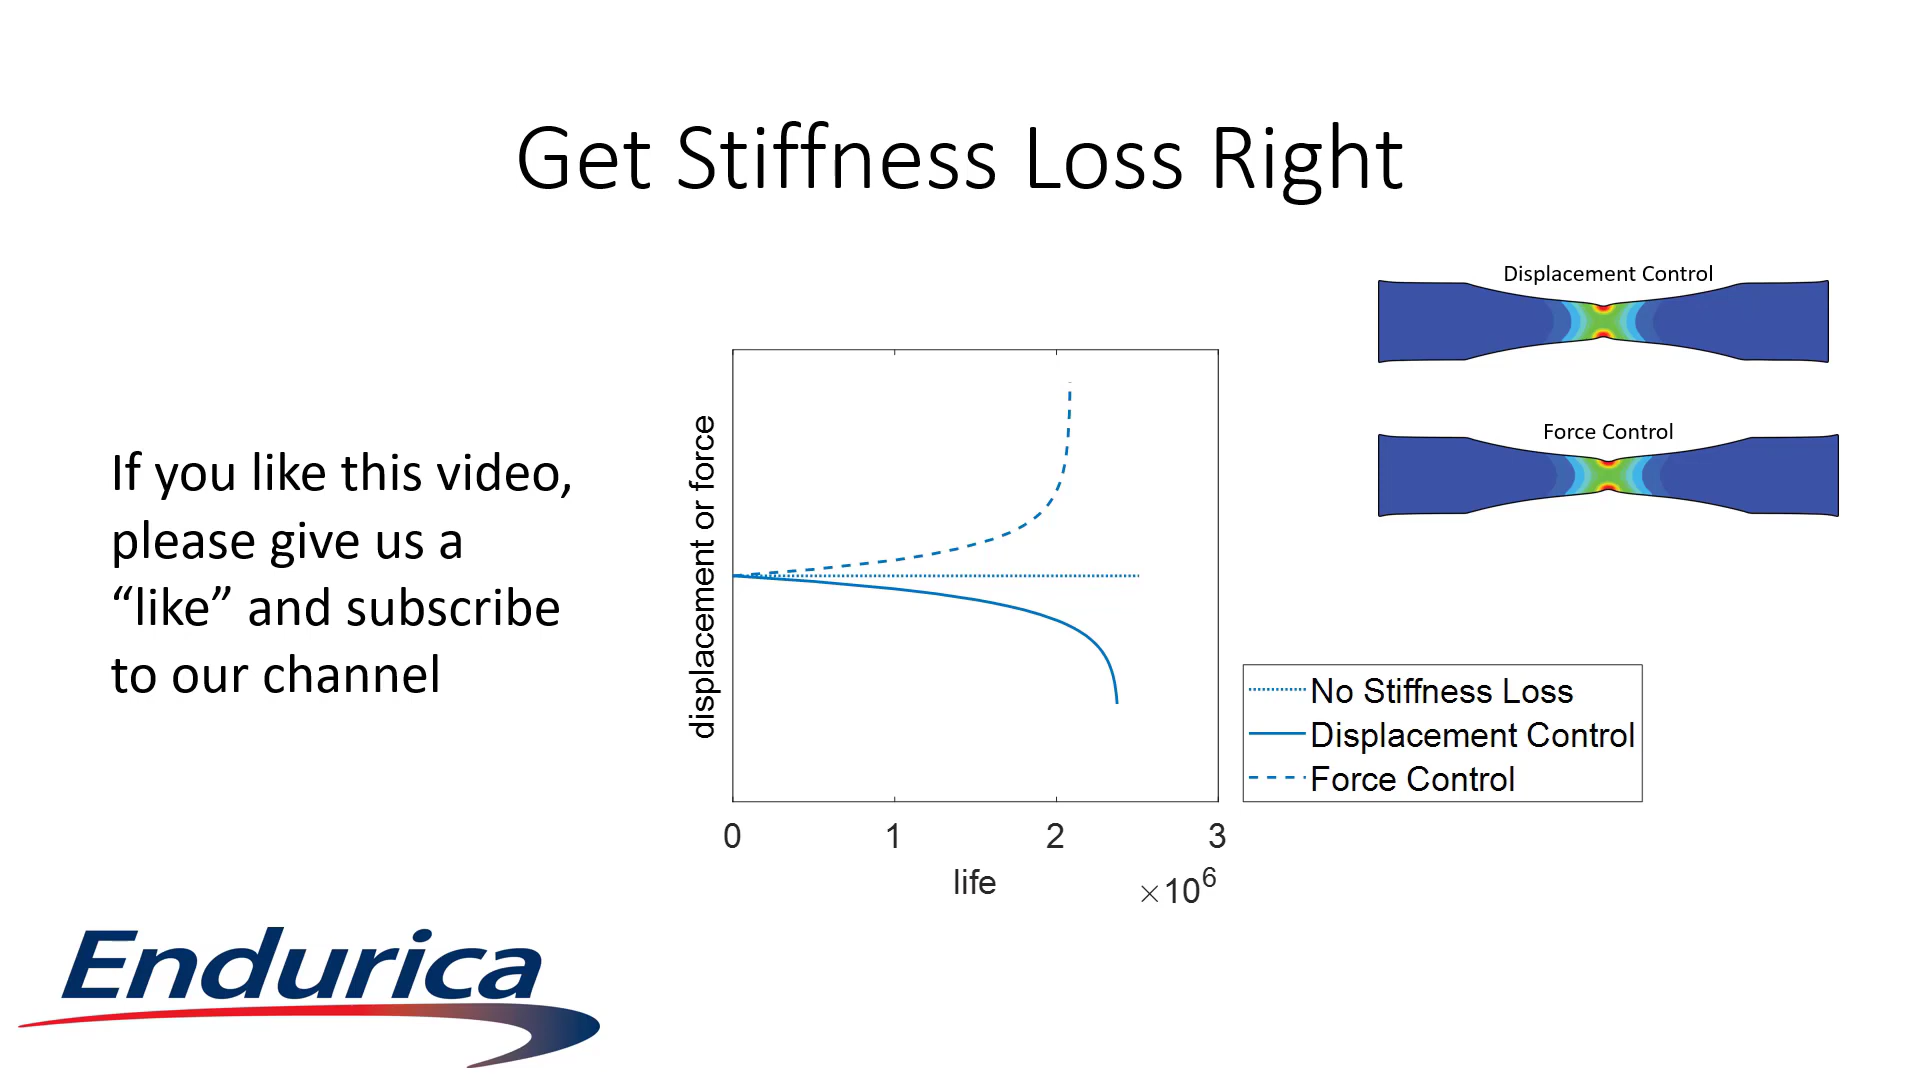 Get Stiffness Loss Right
If you like this video,
please give us a
“like” and subscribe
to our channel
displacement or force
0 1 2 3
life
×10⁶
Displacement Control
Force Control
No Stiffness Loss
Displacement Control
Force Control
Endurica